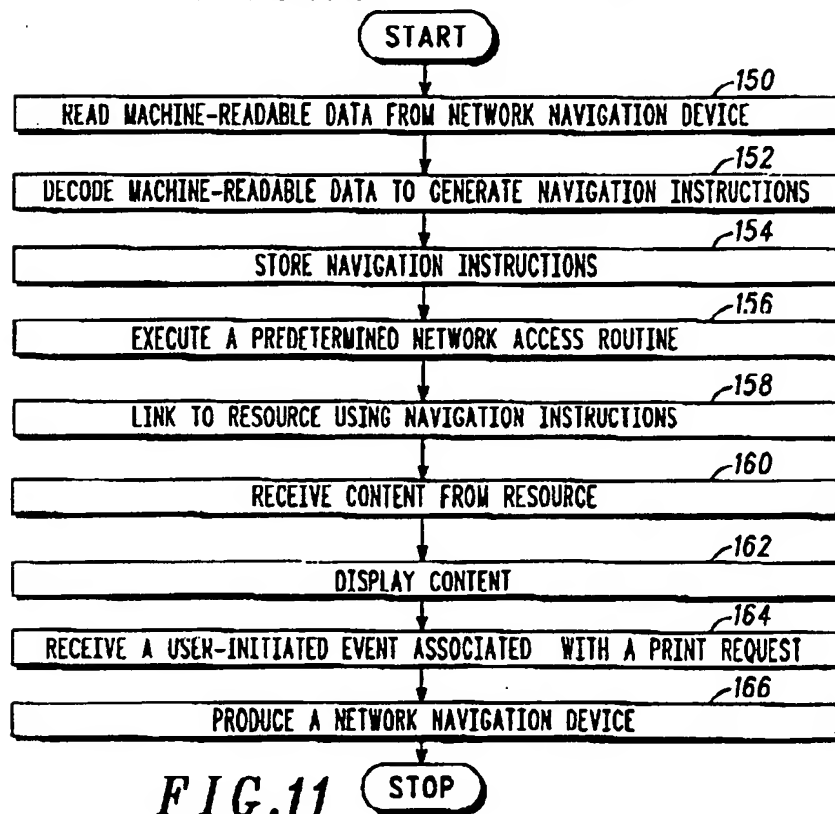 START
150
READ MACHINE-READABLE DATA FROM NETWORK NAVIGATION DEVICE
152
DECODE MACHINE-READABLE DATA TO GENERATE NAVIGATION INSTRUCTIONS
154
STORE NAVIGATION INSTRUCTIONS
156
EXECUTE A PREDETERMINED NETWORK ACCESS ROUTINE
158
LINK TO RESOURCE USING NAVIGATION INSTRUCTIONS
160
RECEIVE CONTENT FROM RESOURCE
162
DISPLAY CONTENT
164
RECEIVE A USER-INITIATED EVENT ASSOCIATED WITH A PRINT REQUEST
166
PRODUCE A NETWORK NAVIGATION DEVICE
STOP
FIG.11